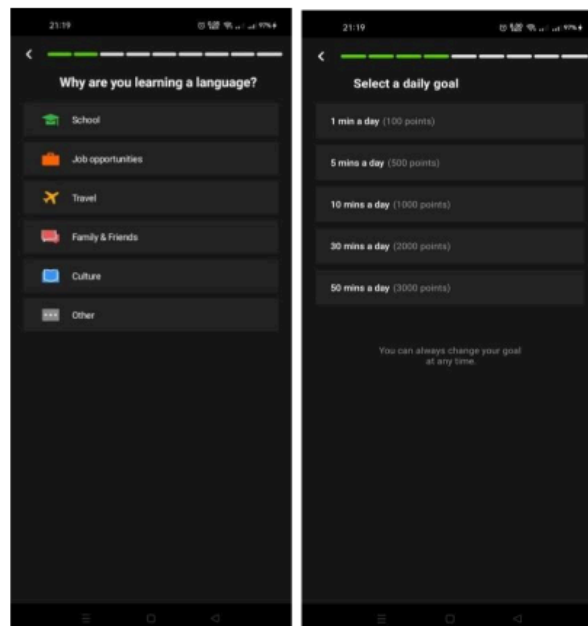 21:19
97%
Why are you learning a language?
School
Job opportunities
Travel
Family & Friends
Culture
Other
21:19
97%
Select a daily goal
1 min a day (100 points)
5 mins a day (500 points)
10 mins a day (1000 points)
30 mins a day (2000 points)
50 mins a day (3000 points)
You can always change your goal
at any time.